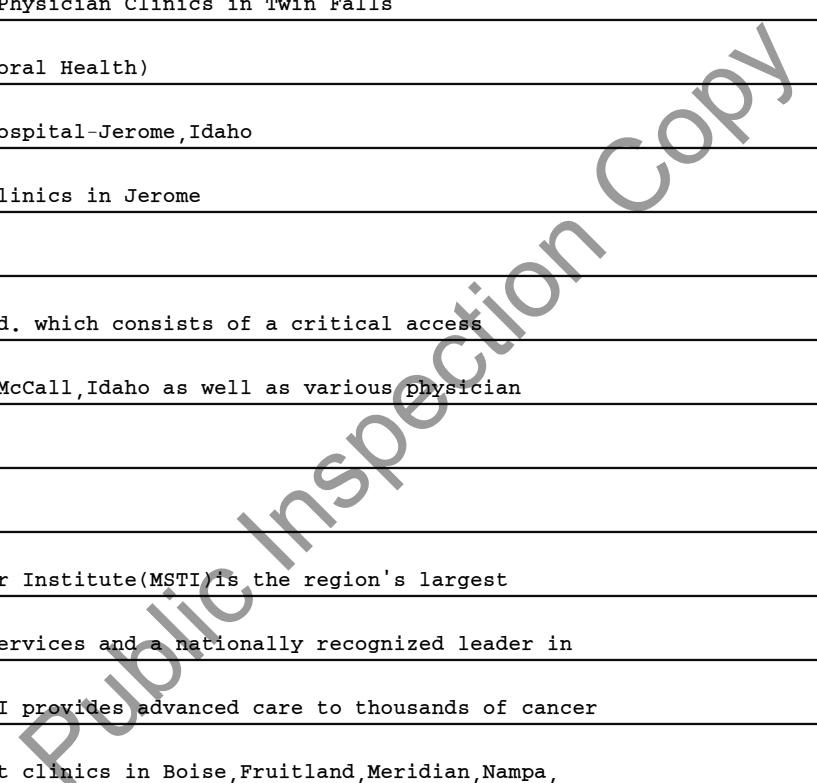 Physician Clinics in Twin Falls
oral Health)
ospital-Jerome,Idaho
linics in Jerome
d. which consists of a critical access
McCall,Idaho as well as various physician
r Institute(MSTI)is the region's largest
ervices and a nationally recognized leader in
I provides advanced care to thousands of cancer
t clinics in Boise,Fruitland,Meridian,Nampa,
Public Inspection Copy